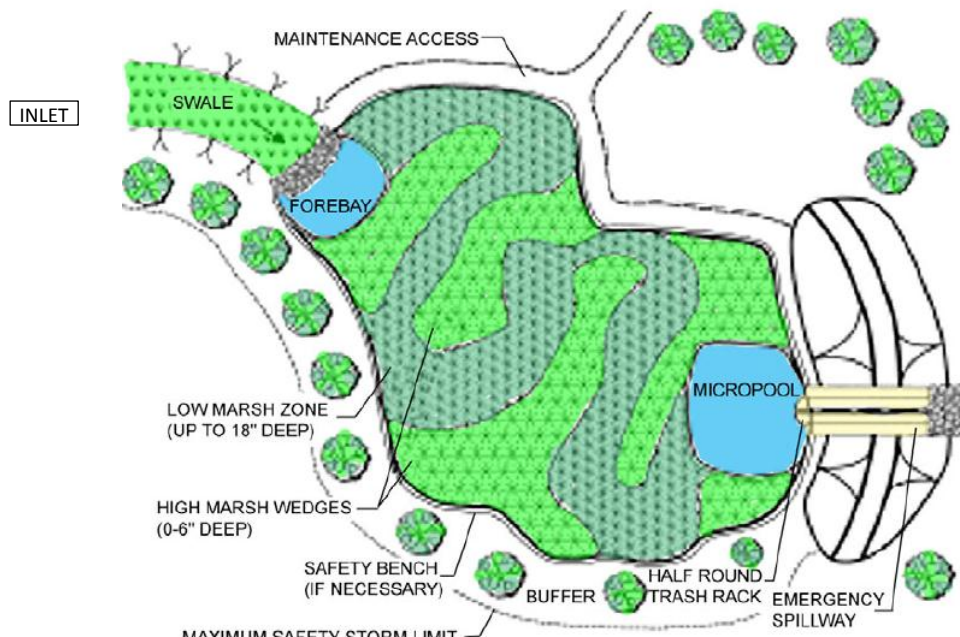 MAINTENANCE ACCESS
INLET
SWALE
FOREBAY
MICROPOOL
LOW MARSH ZONE
(UP TO 18" DEEP)
HIGH MARSH WEDGES
(0-6" DEEP)
SAFETY BENCH
(IF NECESSARY)
BUFFER
HALF ROUND
TRASH RACK
EMERGENCY
SPILLWAY
MAXIMUM SAFETY STORM LIMIT